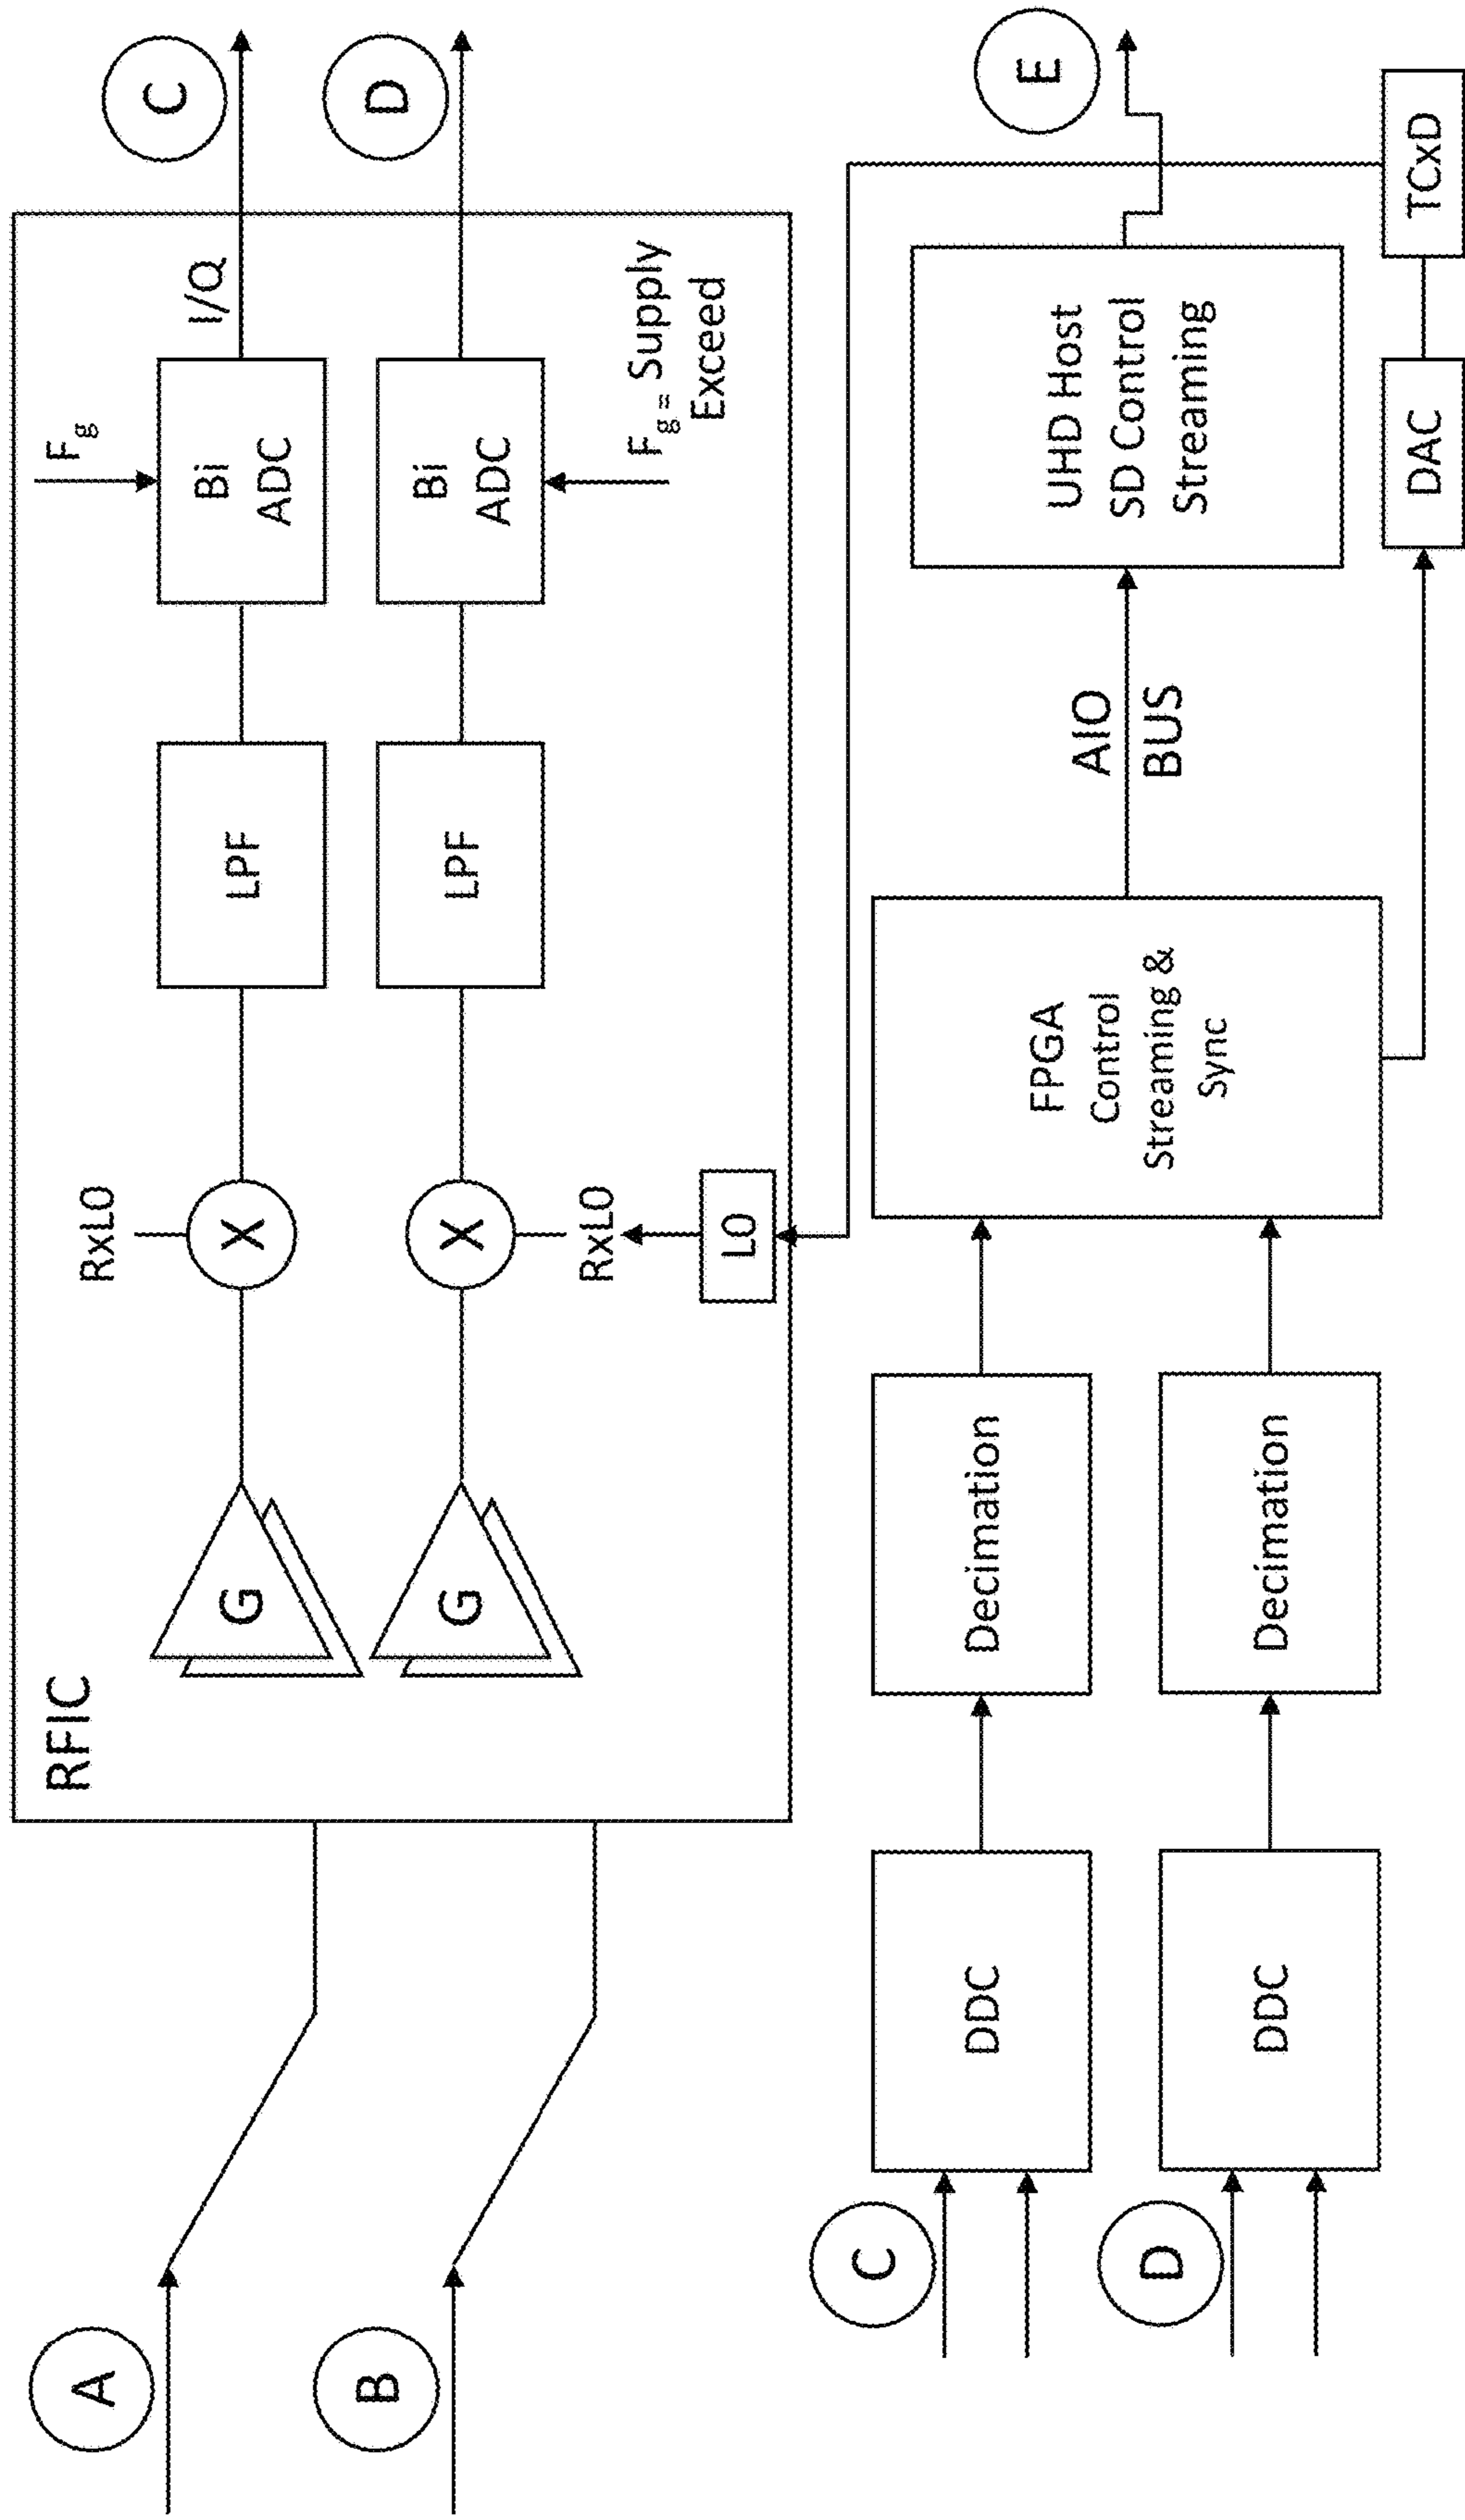 A
B
RFIC
G
G
RxLO
X
X
RxLO
LO
LPF
LPF
Fg
Bi
ADC
Bi
ADC
Fg= Supply
Exceed
I/Q
C
D
C
D
DDC
DDC
Decimation
Decimation
FPGA
Control
Streaming &
Sync
AIO
BUS
UHD Host
SD Control
Streaming
DAC
TCxD
E